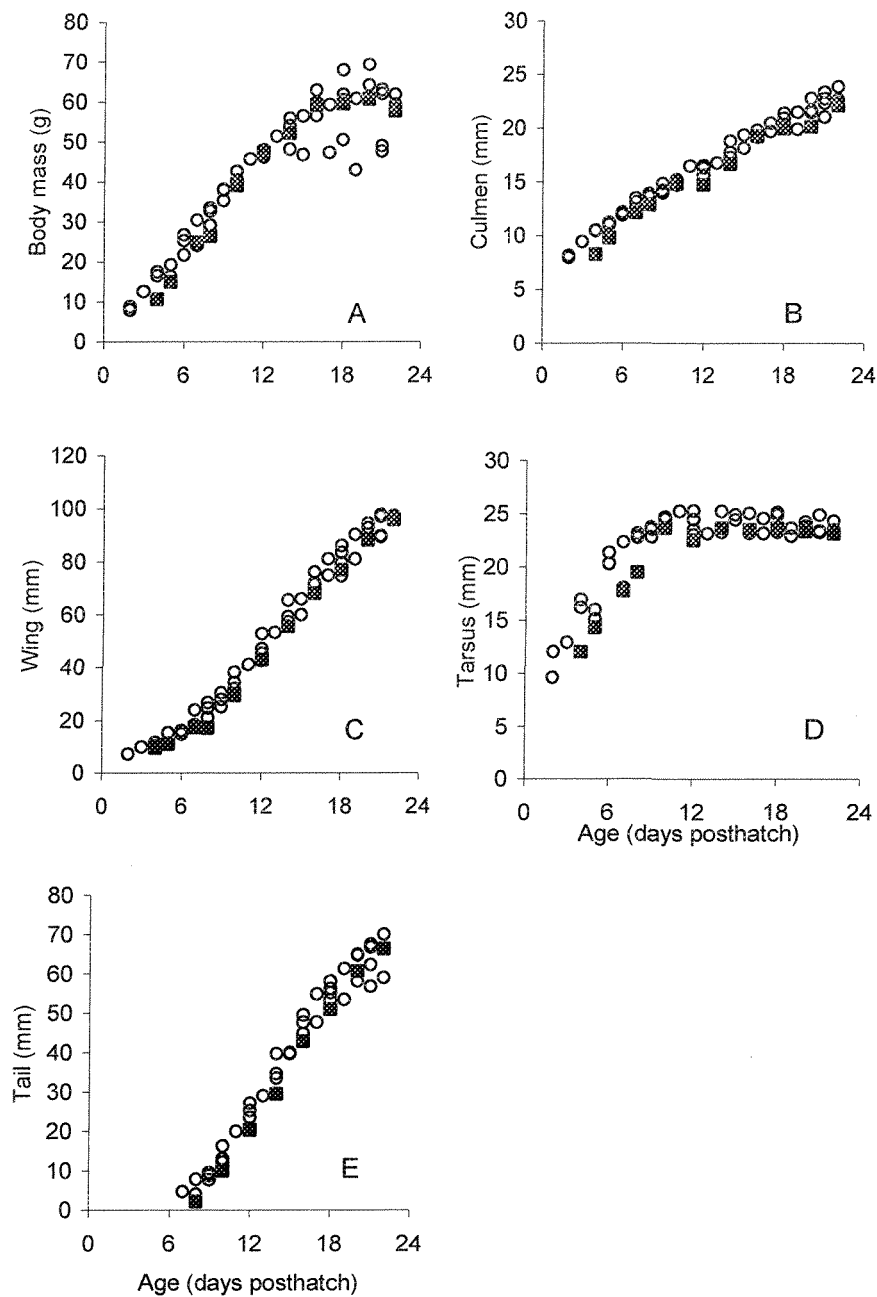 80
70
60
50
40
30
20
10
0
Body mass (g)
A
0 6 12 18 24
30
25
20
15
10
5
0
Culmen (mm)
B
0 6 12 18 24
120
100
80
60
40
20
0
Wing (mm)
C
0 6 12 18 24
30
25
20
15
10
5
0
Tarsus (mm)
D
0 6 12 18 24
Age (days posthatch)
80
70
60
50
40
30
20
10
0
Tail (mm)
E
0 6 12 18 24
Age (days posthatch)